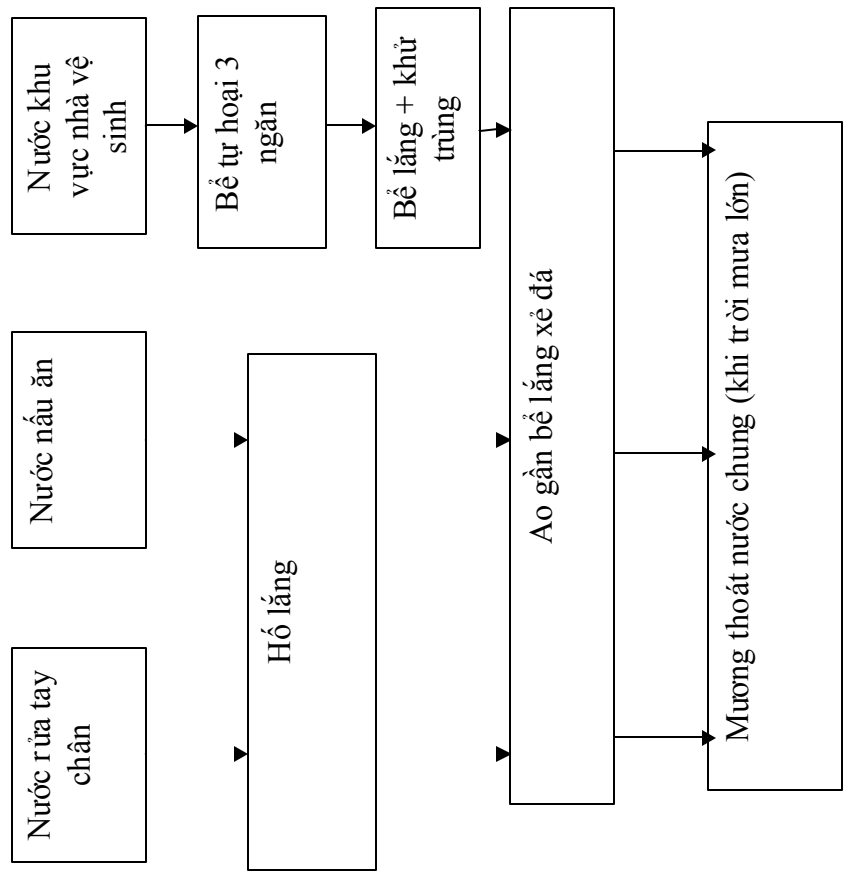 Nước rửa tay
chân
Nước nấu ăn
Nước khu
vực nhà vệ
sinh
Hố lắng
Bể tự hoại 3
ngăn
Bể lắng + khử
trùng
Ao gần bể lắng xẻ đá
Mương thoát nước chung (khi trời mưa lớn)